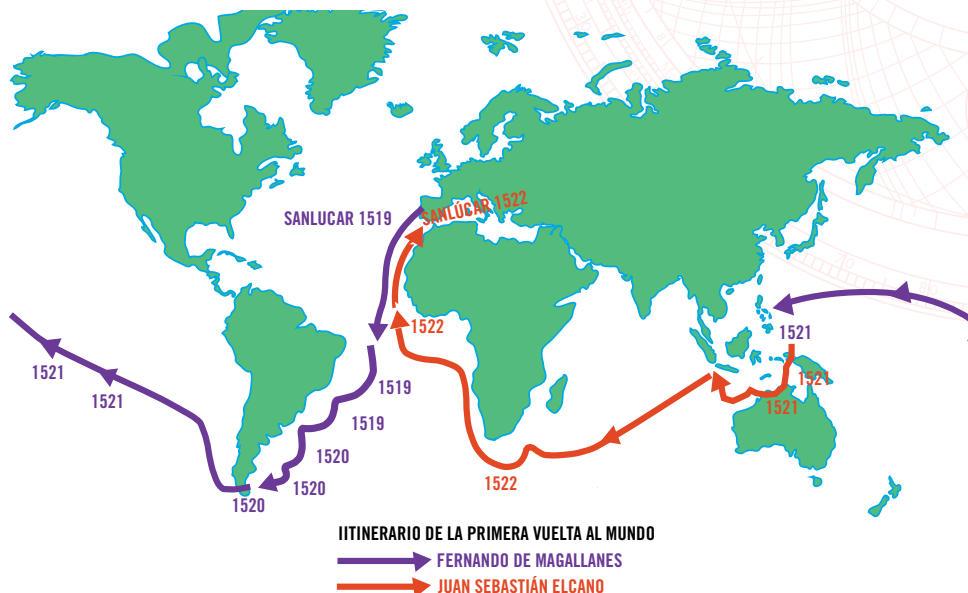 SANLUCAR 1519
SANLÚCAR 1522
1522
1521
1521
1521
1519
1521
1521
1519
1520
1520
1522
1520
IITINERARIO DE LA PRIMERA VUELTA AL MUNDO
FERNANDO DE MAGALLANES
JUAN SEBASTIÁN ELCANO